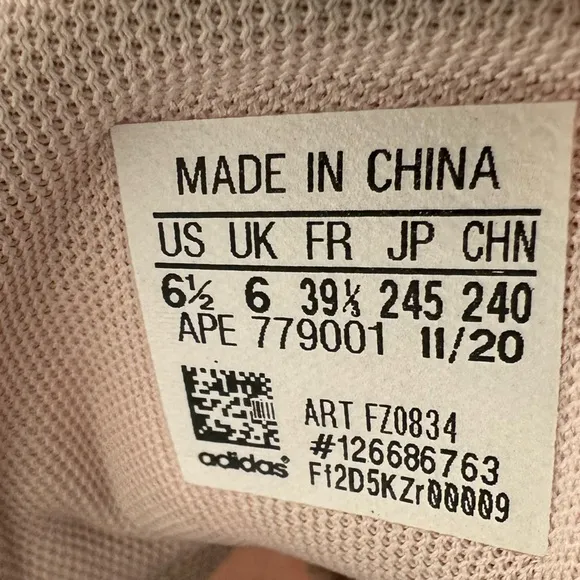 MADE IN CHINA
US UK FR JP CHN
6½ 6 39⅓ 245 240
APE 779001 11/20
ART FZ0834
#126686763
adidas
Ff2D5KZr00009